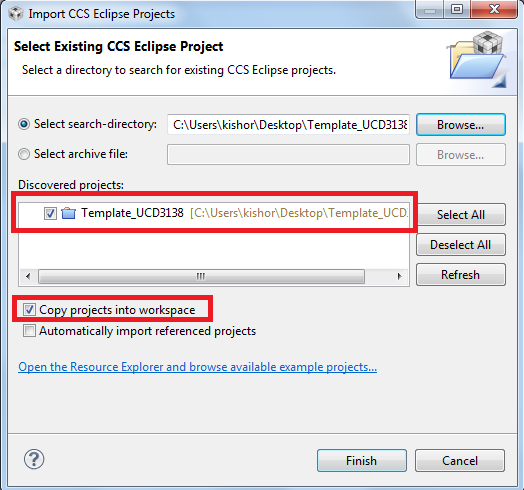 Import CCS Eclipse Projects
Select Existing CCS Eclipse Project
Select a directory to search for existing CCS Eclipse projects.
Select search-directory: C:\Users\kishor\Desktop\Template_UCD3138 Browse...
Select archive file: Browse...
Discovered projects:
Template_UCD3138 [C:\Users\kishor\Desktop\Template_UCD
Select All
Deselect All
Refresh
Copy projects into workspace
Automatically import referenced projects
Open the Resource Explorer and browse available example projects...
? Finish Cancel